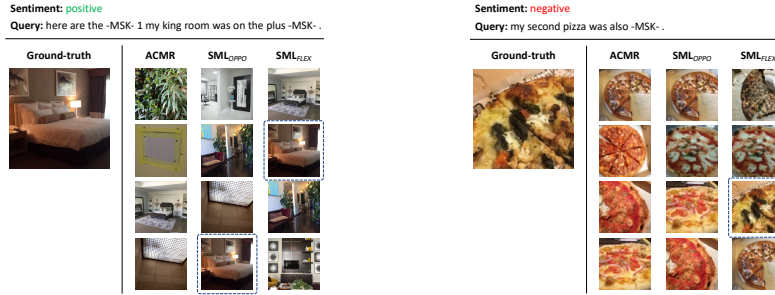 Sentiment: positive
Query: here are the -MSK- 1 my king room was on the plus -MSK- .
Ground-truth ACMR SML_OPPO SML_FLEX
Sentiment: negative
Query: my second pizza was also -MSK- .
Ground-truth ACMR SML_OPPO SML_FLEX